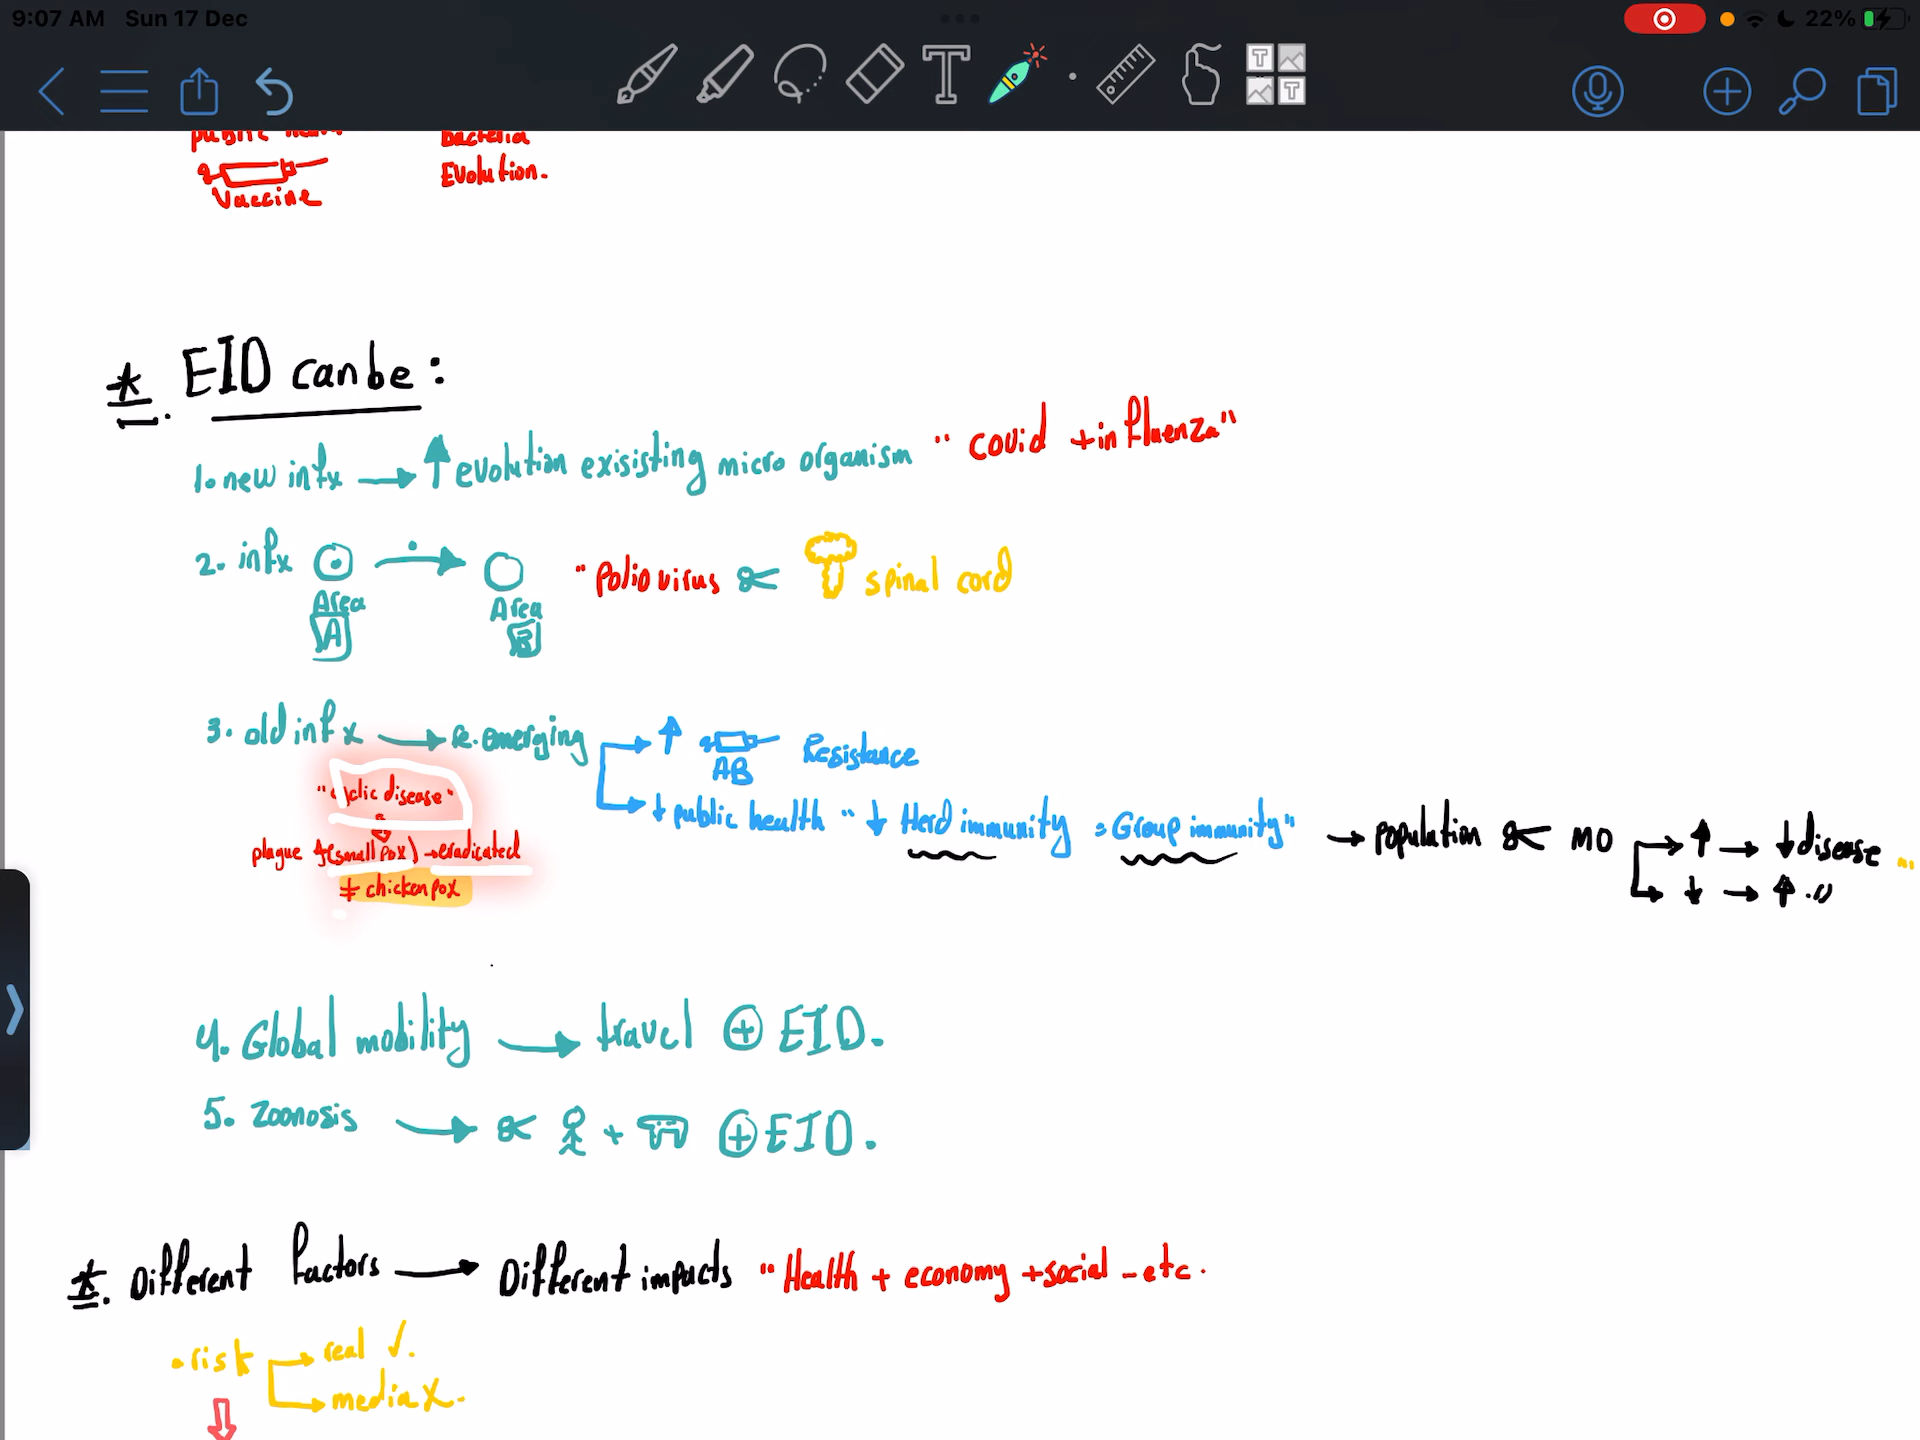 9:07 AM Sun 17 Dec
22%
Bacteria
Vaccine
Evolution.
* EID can be:
1. new infx → ↑ evolution exisisting micro organism " covid + influenza"
2. infx → "Polio virus spinal cord
Area A Area B
3. old infx → Re.emerging ↑ AB Resistance
"cyclic disease"
↓ public health "↓ Herd immunity = Group immunity" → population MO ↑ → ↓ disease ...
plague (small pox) → eradicated
↓ → ↑ .//
≠ chicken pox
4. Global mobility → travel ⊕ EID.
5. Zoonosis → + ⊕ EID.
*. Different factors → Different impacts "Health + economy + social - etc.
• risk → real ✓.
→ media X.